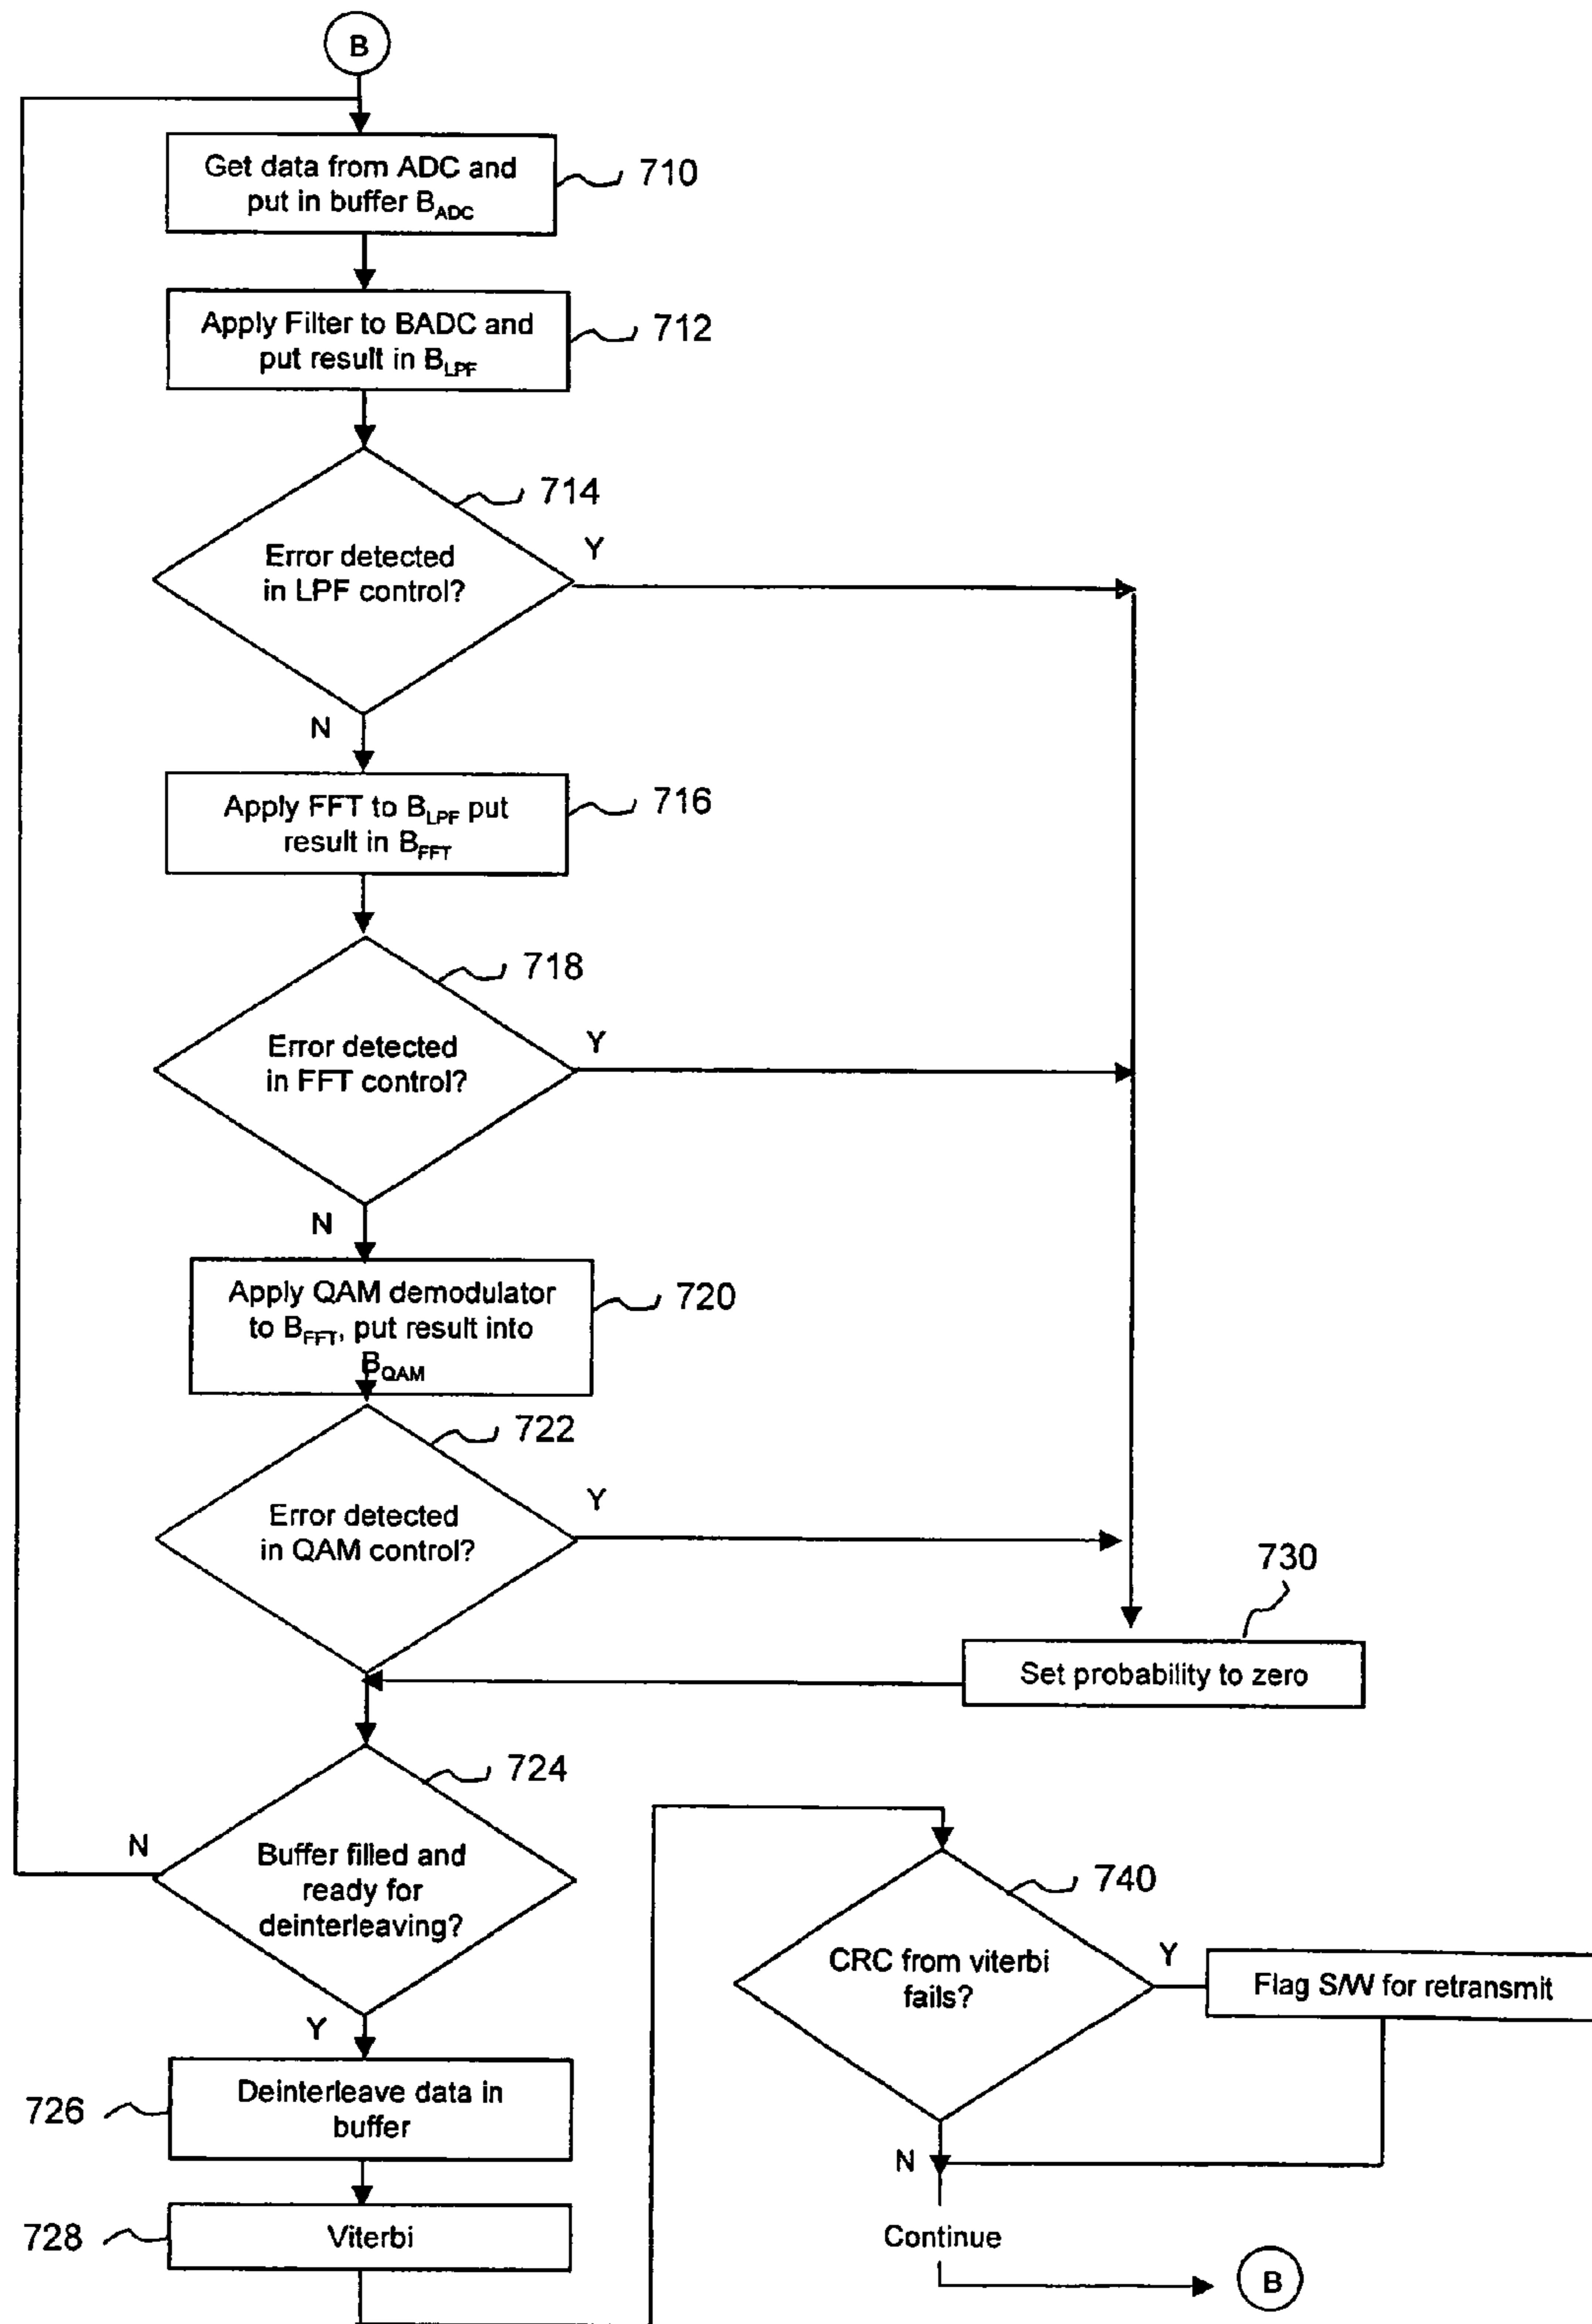 B
Get data from ADC and
put in buffer BADC
710
Apply Filter to BADC and
put result in BLPF
712
714
Error detected
in LPF control?
Y
N
Apply FFT to BLPF put
result in BFFT
716
718
Error detected
in FFT control?
Y
N
Apply QAM demodulator
to BFFT, put result into
BQAM
720
722
Error detected
in QAM control?
Y
730
Set probability to zero
724
N
Buffer filled and
ready for
deinterleaving?
Y
726
Deinterleave data in
buffer
728
Viterbi
740
CRC from viterbi
fails?
Y
Flag S/W for retransmit
N
Continue
B